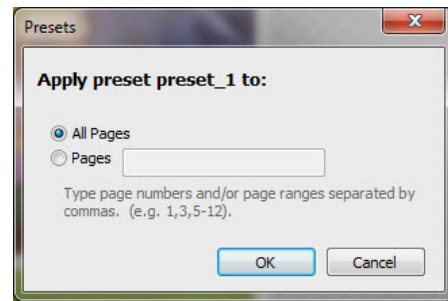 Presets
Apply preset preset_1 to:
All Pages
Pages
Type page numbers and/or page ranges separated by
commas. (e.g. 1,3,5-12).
OK Cancel